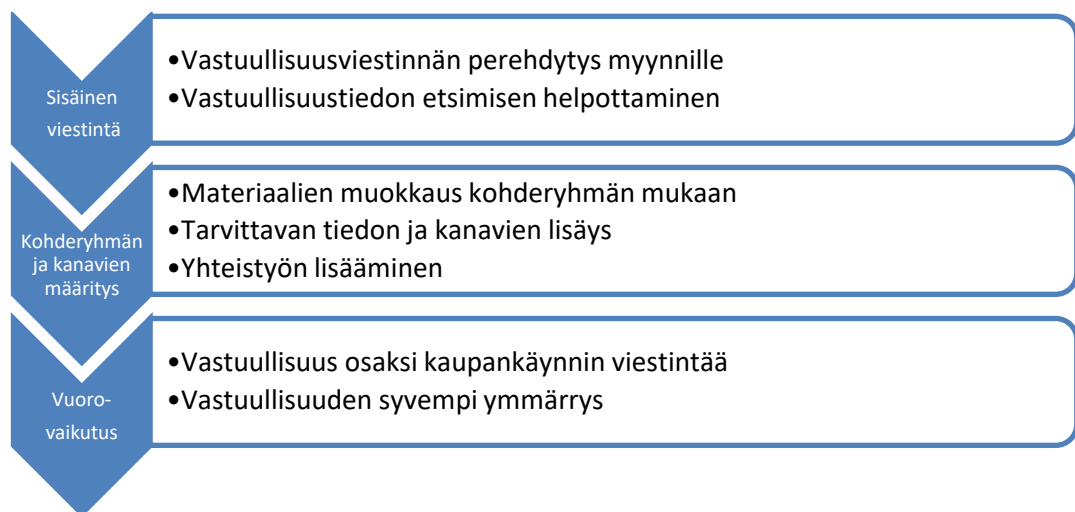 Sisäinen
viestintä
•Vastuullisuusviestinnän perehdytys myynnille
•Vastuullisuustiedon etsimisen helpottaminen
Kohderyhmän
ja kanavien
määritys
•Materiaalien muokkaus kohderyhmän mukaan
•Tarvittavan tiedon ja kanavien lisäys
•Yhteistyön lisääminen
Vuoro-
vaikutus
•Vastuullisuus osaksi kaupankäynnin viestintää
•Vastuullisuuden syvempi ymmärrys